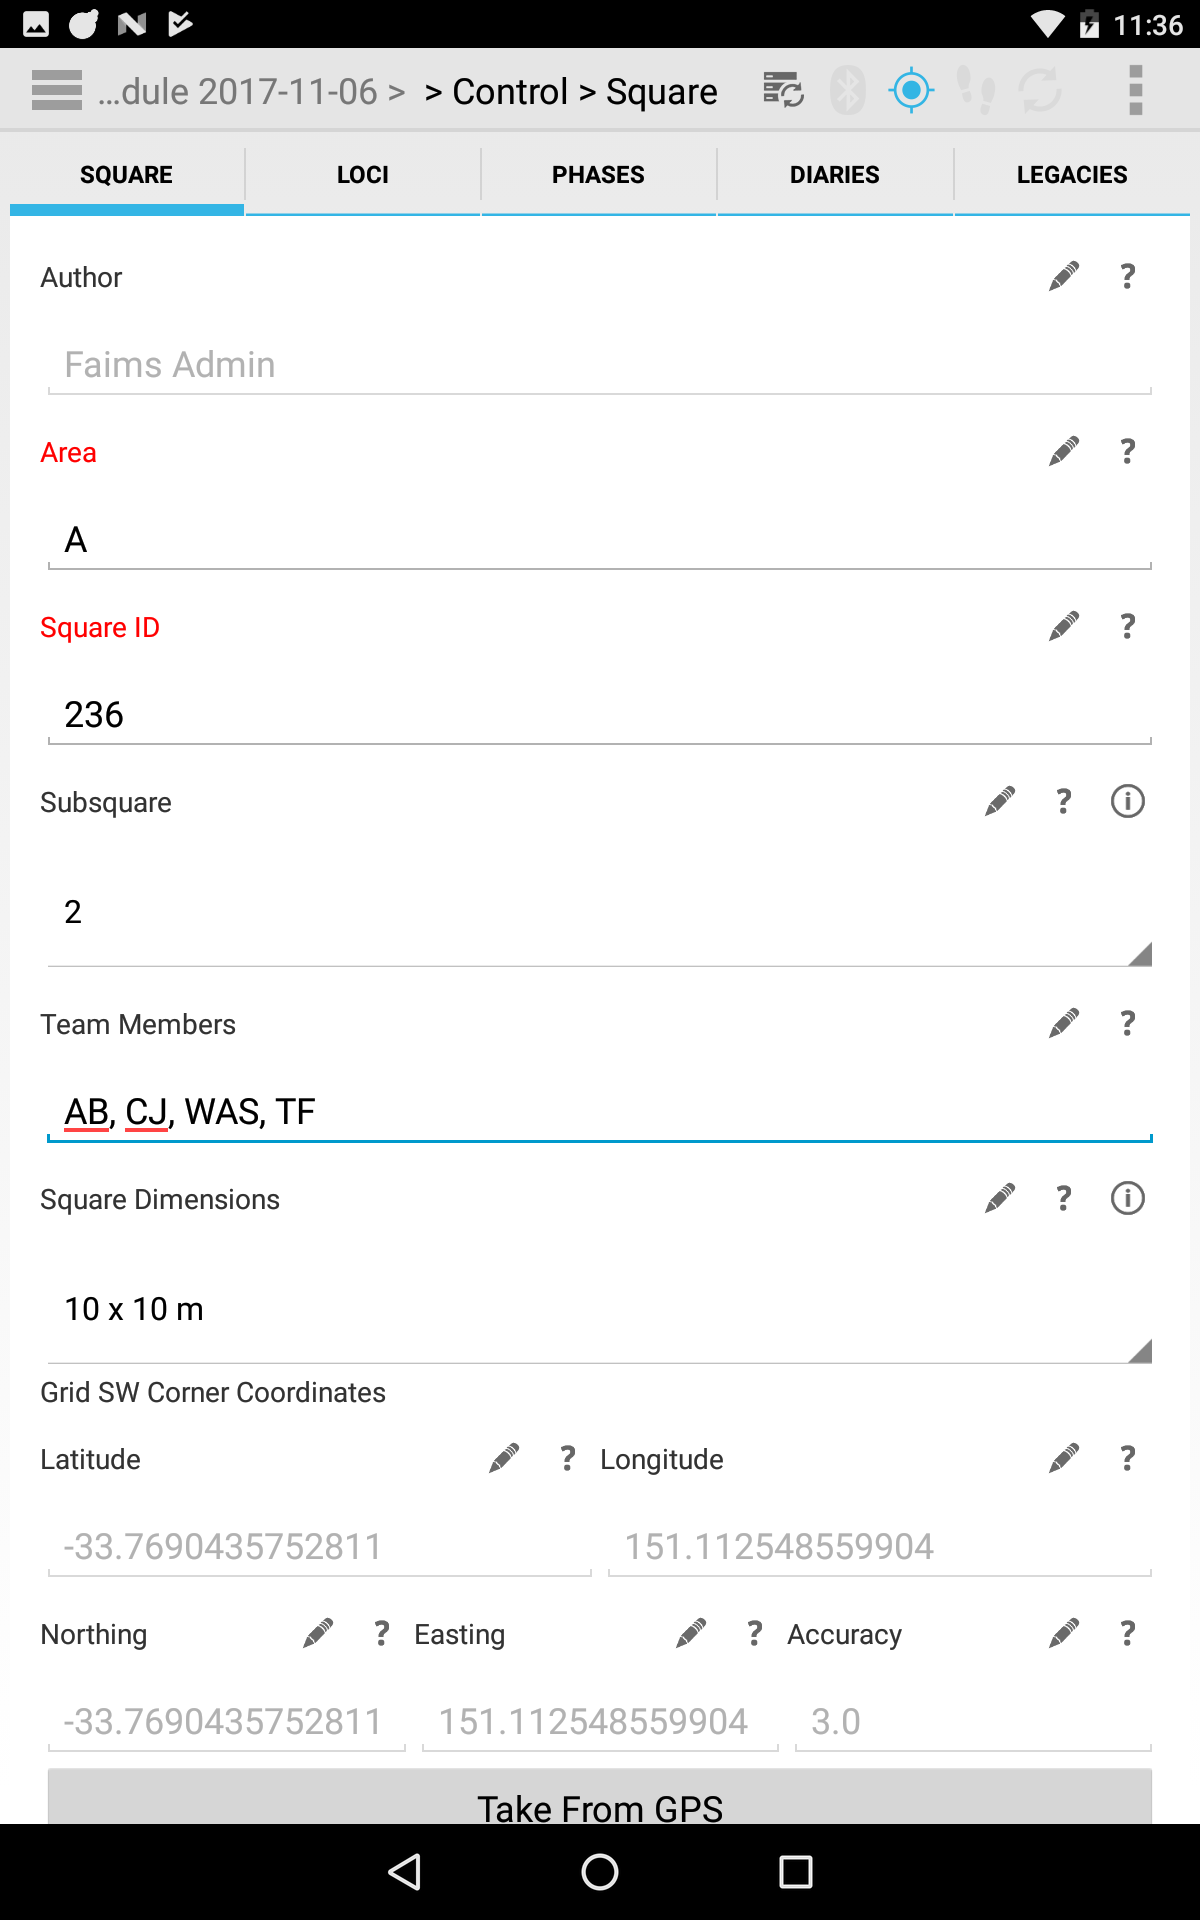 11:36
...dule 2017-11-06 > > Control > Square
SQUARE LOCI PHASES DIARIES LEGACIES
Author ?
Faims Admin
Area ?
A
Square ID ?
236
Subsquare ? i
2
Team Members ?
AB, CJ, WAS, TF
Square Dimensions ? i
10 x 10 m
Grid SW Corner Coordinates
Latitude ? Longitude ?
-33.7690435752811 151.112548559904
Northing ? Easting ? Accuracy ?
-33.7690435752811 151.112548559904 3.0
Take From GPS